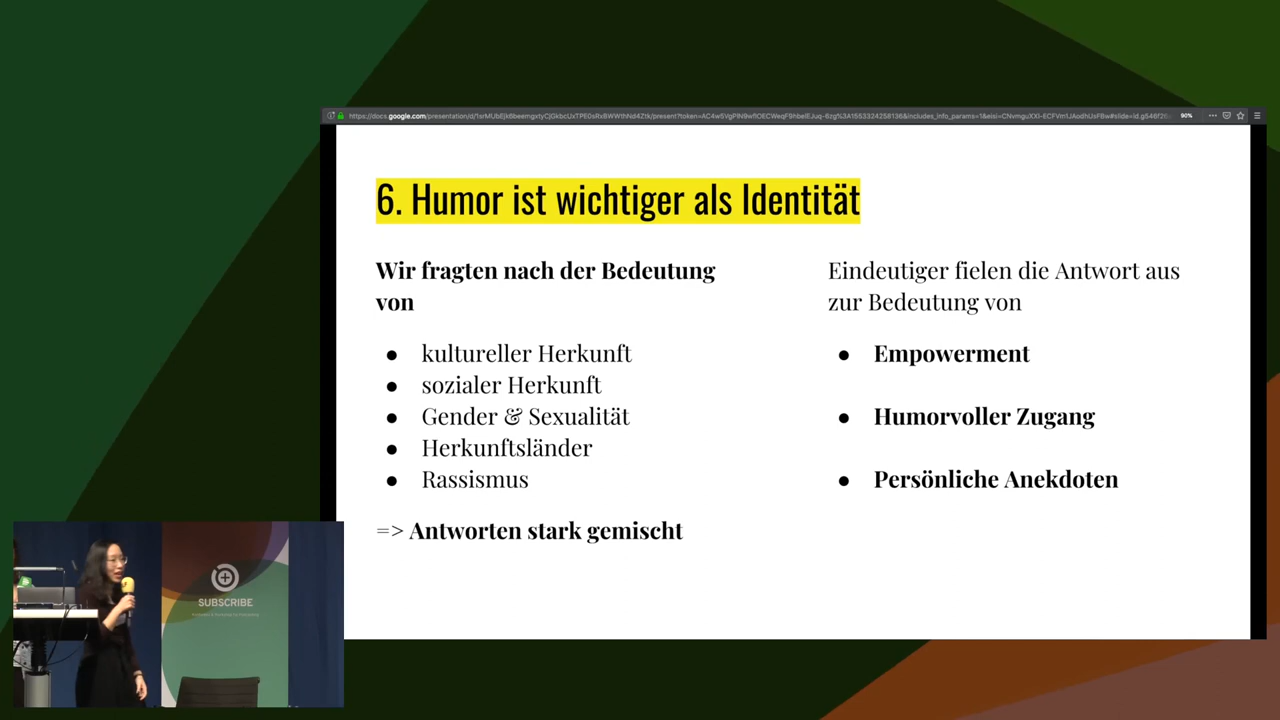 90%
6. Humor ist wichtiger als Identität
Wir fragten nach der Bedeutung
von
● kultureller Herkunft
● sozialer Herkunft
● Gender & Sexualität
● Herkunftsländer
● Rassismus
=> Antworten stark gemischt
Eindeutiger fielen die Antwort aus
zur Bedeutung von
● Empowerment
● Humorvoller Zugang
● Persönliche Anekdoten
SUBSCRIBE